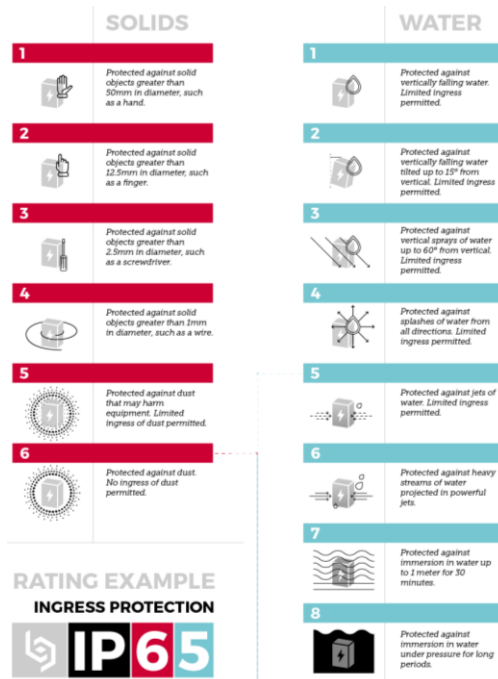 SOLIDS
1
Protected against solid
objects greater than
50mm in diameter, such
as a hand.
2
Protected against solid
objects greater than
12.5mm in diameter, such
as a finger.
3
Protected against solid
objects greater than
2.5mm in diameter, such
as a screwdriver.
4
Protected against solid
objects greater than 1mm
in diameter, such as a wire.
5
Protected against dust
that may harm
equipment. Limited
ingress of dust permitted.
6
Protected against dust.
No ingress of dust
permitted.
RATING EXAMPLE
INGRESS PROTECTION
IP65
WATER
1
Protected against
vertically falling water.
Limited ingress
permitted.
2
Protected against
vertically falling water
tilted up to 15° from
vertical. Limited ingress
permitted.
3
Protected against
vertical sprays of water
up to 60° from vertical.
Limited ingress
permitted.
4
Protected against
splashes of water from
all directions. Limited
ingress permitted.
5
Protected against jets of
water. Limited ingress
permitted.
6
Protected against heavy
streams of water
projected in powerful
jets.
7
Protected against
immersion in water up
to 1 meter for 30
minutes.
8
Protected against
immersion in water
under pressure for long
periods.